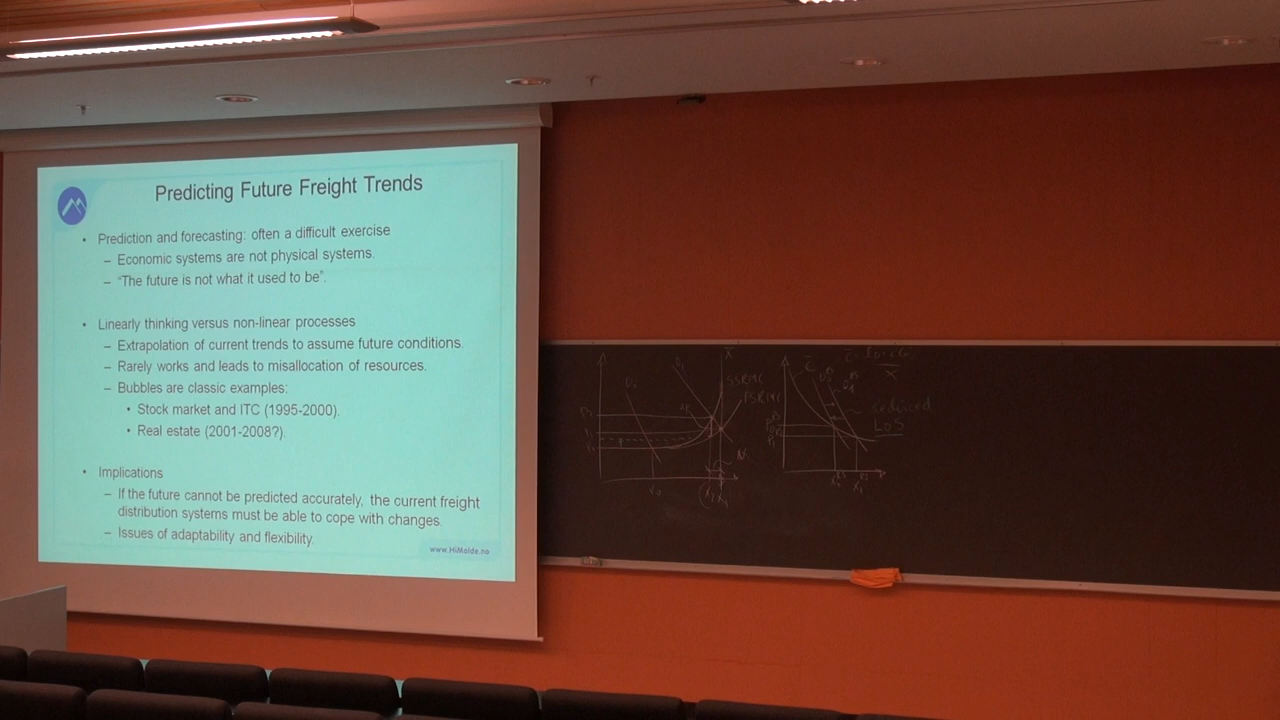 Predicting Future Freight Trends
• Prediction and forecasting: often a difficult exercise
– Economic systems are not physical systems.
– “The future is not what it used to be”.
• Linearly thinking versus non-linear processes
– Extrapolation of current trends to assume future conditions.
– Rarely works and leads to misallocation of resources.
– Bubbles are classic examples:
• Stock market and ITC (1995-2000).
• Real estate (2001-2008?).
• Implications
– If the future cannot be predicted accurately, the current freight
distribution systems must be able to cope with changes.
– Issues of adaptability and flexibility.
www.HiMolde.no
reduced
LOS